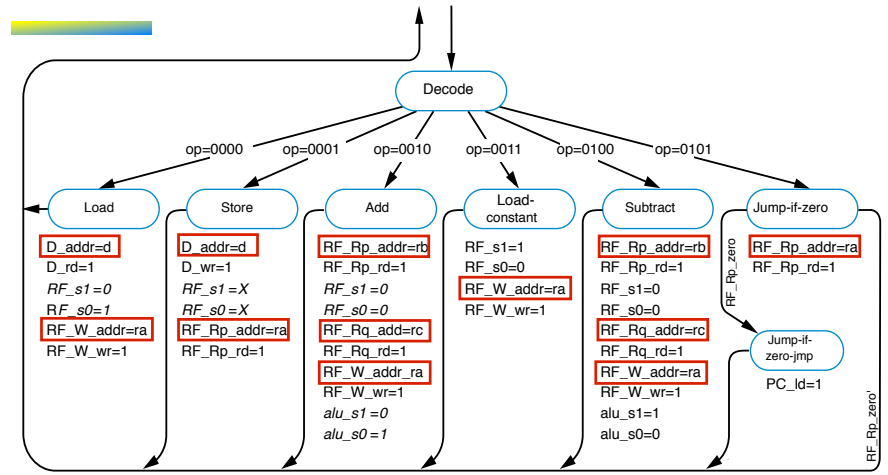 Decode
op=0000
op=0001
op=0010
op=0011
op=0100
op=0101
Load
D_addr=d
D_rd=1
RF_s1=0
RF_s0=1
RF_W_addr=ra
RF_W_wr=1
Store
D_addr=d
D_wr=1
RF_s1=X
RF_s0=X
RF_Rp_addr=ra
RF_Rp_rd=1
Add
RF_Rp_addr=rb
RF_Rp_rd=1
RF_s1=0
RF_s0=0
RF_Rq_add=rc
RF_Rq_rd=1
RF_W_addr_ra
RF_W_wr=1
alu_s1=0
alu_s0=1
Load-
constant
RF_s1=1
RF_s0=0
RF_W_addr=ra
RF_W_wr=1
Subtract
RF_Rp_addr=rb
RF_Rp_rd=1
RF_s1=0
RF_s0=0
RF_Rq_addr=rc
RF_Rq_rd=1
RF_W_addr=ra
RF_W_wr=1
alu_s1=1
alu_s0=0
Jump-if-zero
RF_Rp_addr=ra
RF_Rp_rd=1
RF_Rp_zero
Jump-if-
zero-jmp
PC_ld=1
RF_Rp_zero'